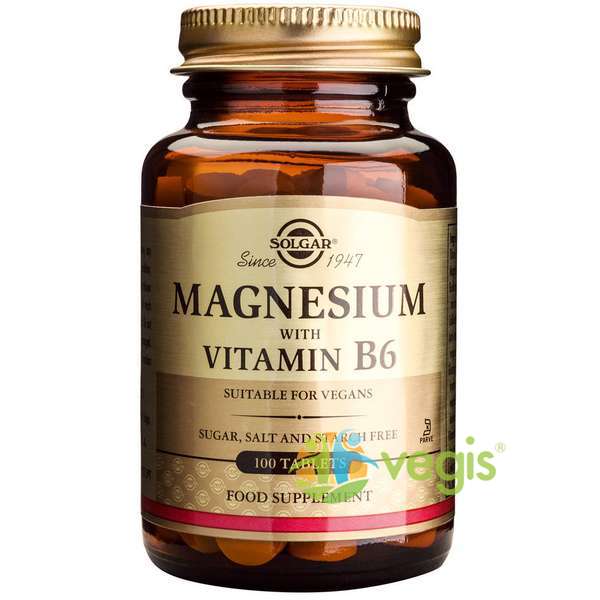 SOLGAR®
Since 1947
MAGNESIUM
WITH
VITAMIN B6
SUITABLE FOR VEGANS
SUGAR, SALT AND STARCH FREE
100 TABLETS
FOOD SUPPLEMENT
PARVE
vegis®